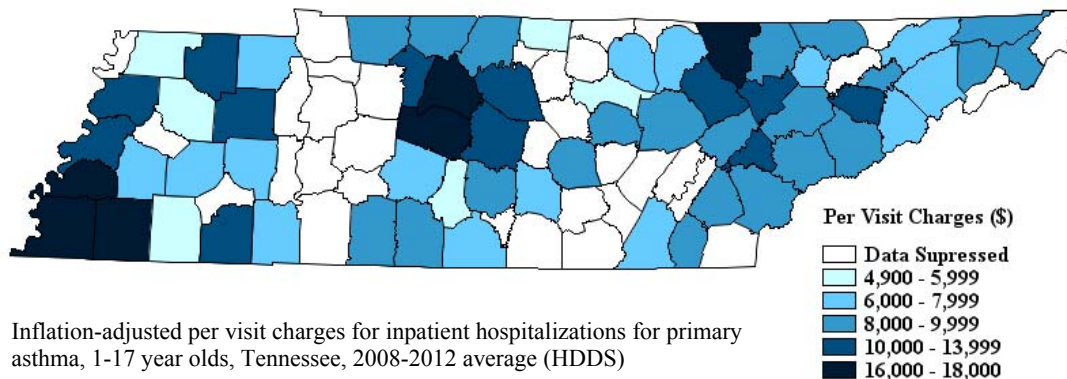 Per Visit Charges ($)
Data Supressed
4,900 - 5,999
6,000 - 7,999
8,000 - 9,999
10,000 - 13,999
16,000 - 18,000
Inflation-adjusted per visit charges for inpatient hospitalizations for primary
asthma, 1-17 year olds, Tennessee, 2008-2012 average (HDDS)